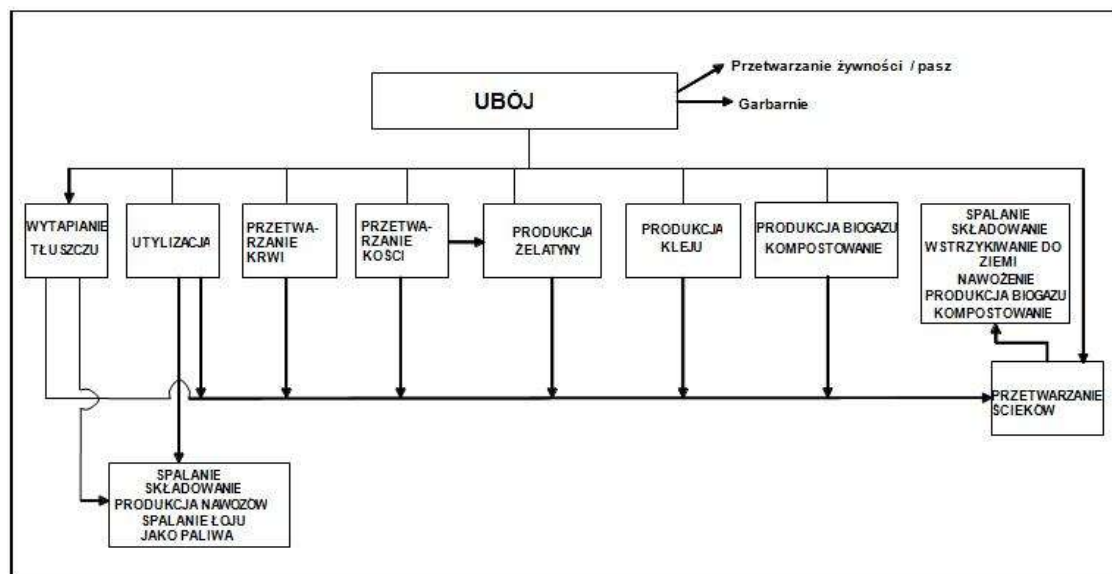 Przetwarzanie żywności / pasz
UBÓJ
Garbarnie
WYTAPIANIE
TŁUSZCZU
UTYLIZACJA
PRZETWA-
RZANIE
KRWI
PRZETWA-
RZANIE
KOŚCI
PRODUKCJA
ŻELATYNY
PRODUKCJA
KLEJU
PRODUKCJA BIOGAZU
KOMPOSTOWANIE
SPALANIE
SKŁADOWANIE
WSTRZYKIWANIE DO
ZIEMI
NAWOŻENIE
PRODUKCJA BIOGAZU
KOMPOSTOWANIE
PRZETWARZANIE
ŚCIEKÓW
SPALANIE
SKŁADOWANIE
PRODUKCJA NAWOZÓW
SPALANIE ŁOJU
JAKO PALIWA